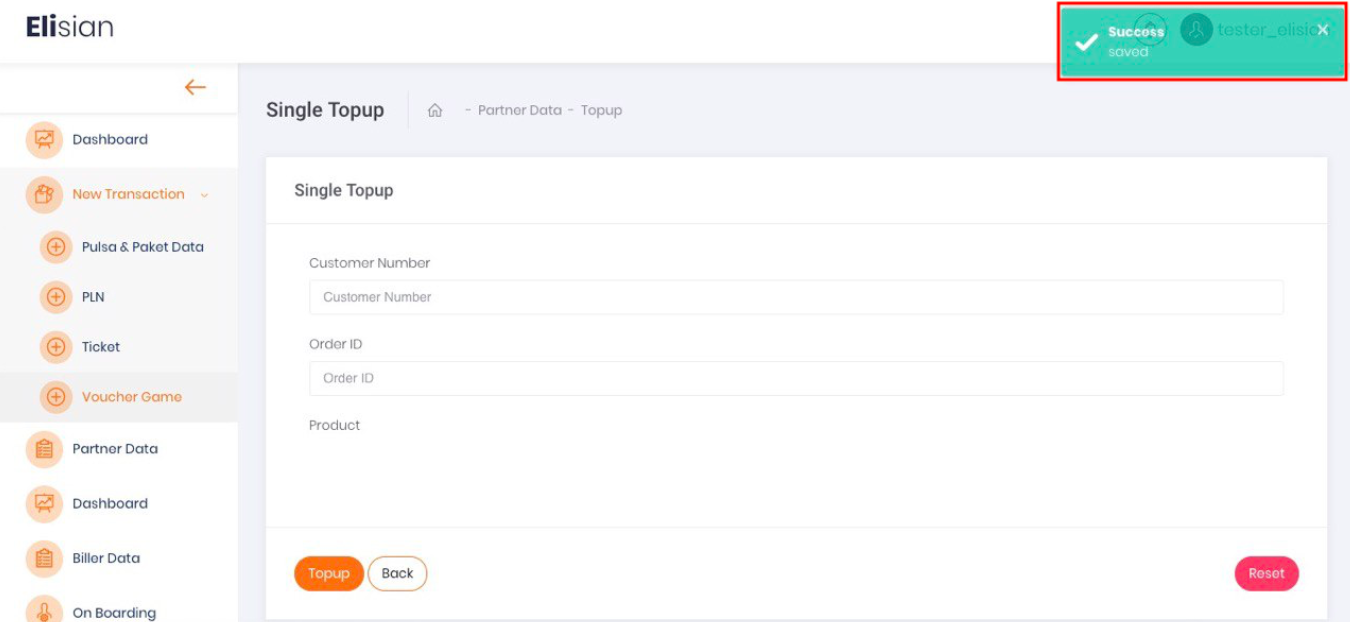 Elisian
Success
saved
tester_elisian
Single Topup
- Partner Data - Topup
Dashboard
New Transaction
Pulsa & Paket Data
PLN
Ticket
Voucher Game
Partner Data
Dashboard
Biller Data
On Boarding
Single Topup
Customer Number
Customer Number
Order ID
Order ID
Product
Topup
Back
Reset